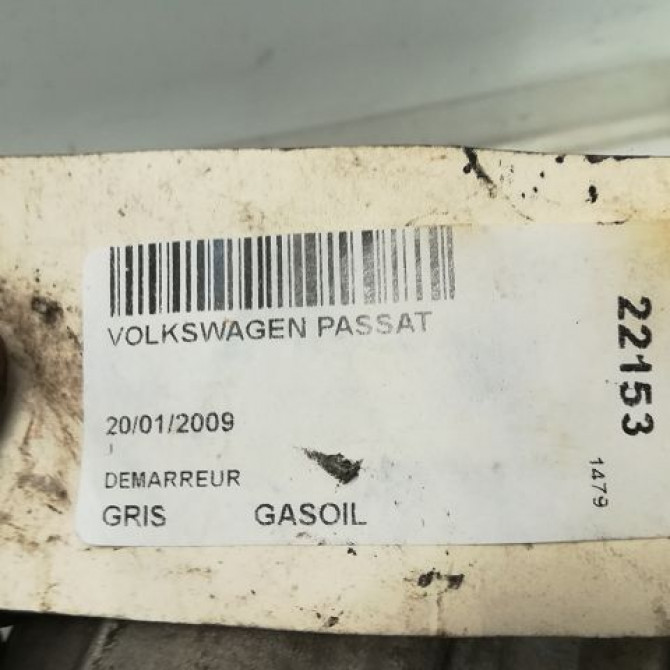 VOLKSWAGEN PASSAT
20/01/2009
DEMARREUR
GRIS GASOIL
22153
1479